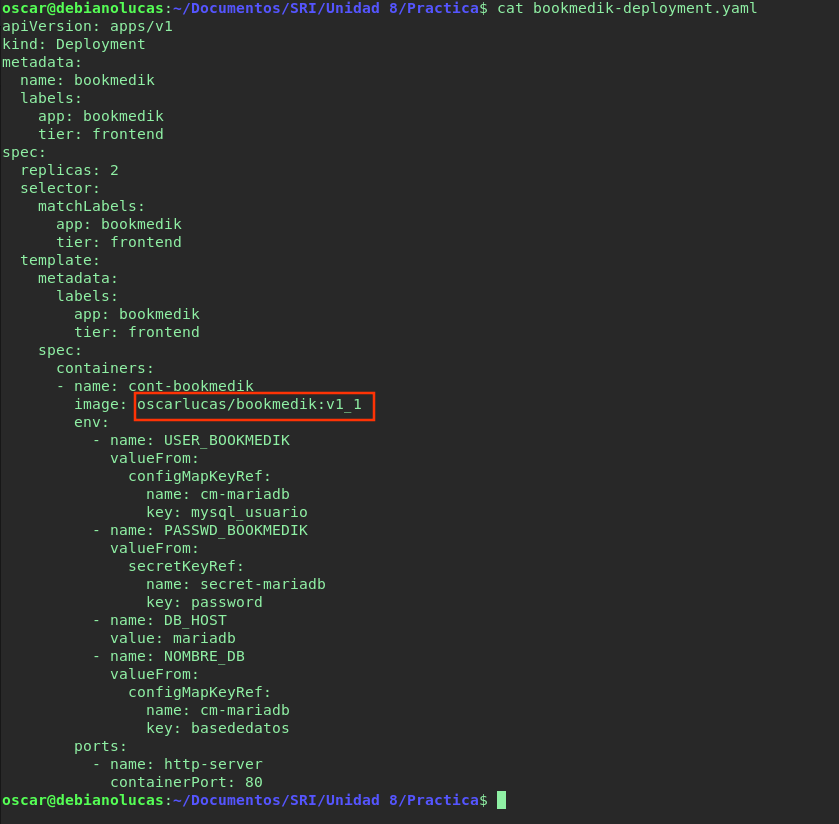 oscar@debianolucas:~/Documentos/SRI/Unidad 8/Practica$ cat bookmedik-deployment.yaml
apiVersion: apps/v1
kind: Deployment
metadata:
  name: bookmedik
  labels:
    app: bookmedik
    tier: frontend
spec:
  replicas: 2
  selector:
    matchLabels:
      app: bookmedik
      tier: frontend
  template:
    metadata:
      labels:
        app: bookmedik
        tier: frontend
    spec:
      containers:
      - name: cont-bookmedik
        image: oscarlucas/bookmedik:v1_1
        env:
          - name: USER_BOOKMEDIK
            valueFrom:
              configMapKeyRef:
                name: cm-mariadb
                key: mysql_usuario
          - name: PASSWD_BOOKMEDIK
            valueFrom:
              secretKeyRef:
                name: secret-mariadb
                key: password
          - name: DB_HOST
            value: mariadb
          - name: NOMBRE_DB
            valueFrom:
              configMapKeyRef:
                name: cm-mariadb
                key: basededatos
        ports:
          - name: http-server
            containerPort: 80
oscar@debianolucas:~/Documentos/SRI/Unidad 8/Practica$